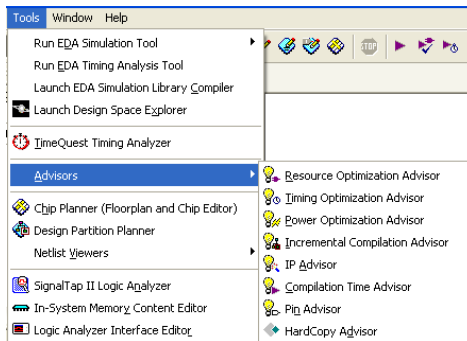 Tools Window Help
Run EDA Simulation Tool
Run EDA Timing Analysis Tool
Launch EDA Simulation Library Compiler
Launch Design Space Explorer
TimeQuest Timing Analyzer
Advisors
Chip Planner (Floorplan and Chip Editor)
Design Partition Planner
Netlist Viewers
SignalTap II Logic Analyzer
In-System Memory Content Editor
Logic Analyzer Interface Editor
STOP
Resource Optimization Advisor
Timing Optimization Advisor
Power Optimization Advisor
Incremental Compilation Advisor
IP Advisor
Compilation Time Advisor
Pin Advisor
HardCopy Advisor